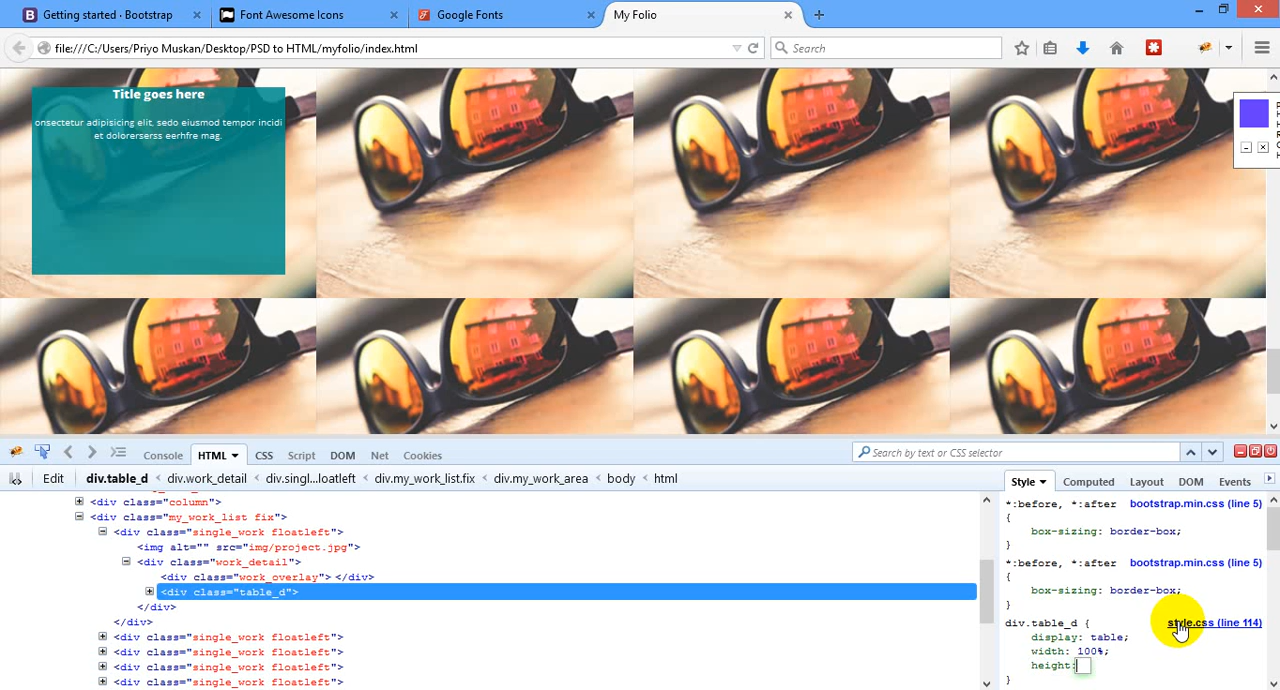 Getting started · Bootstrap
Font Awesome Icons
Google Fonts
My Folio
file:///C:/Users/Priyo Muskan/Desktop/PSD to HTML/myfolio/index.html
Search
Title goes here
onsectetur adipisicing elit. sedo eiusmod tempor incidi
et dolorerserss eerhfre mag.
Console HTML CSS Script DOM Net Cookies
Search by text or CSS selector
Edit div.table_d < div.work_detail < div.singl...loatleft < div.my_work_list.fix < div.my_work_area < body < html
Style Computed Layout DOM Events
<div class="column">
<div class="my_work_list fix">
<div class="single_work floatleft">
<img alt="" src="img/project.jpg">
<div class="work_detail">
<div class="work_overlay"> </div>
<div class="table_d">
</div>
</div>
<div class="single_work floatleft">
<div class="single_work floatleft">
<div class="single_work floatleft">
<div class="single_work floatleft">
*:before, *:after bootstrap.min.css (line 5)
{
box-sizing: border-box;
}
*:before, *:after bootstrap.min.css (line 5)
{
box-sizing: border-box;
}
div.table_d { style.css (line 114)
display: table;
width: 100%;
height:
}